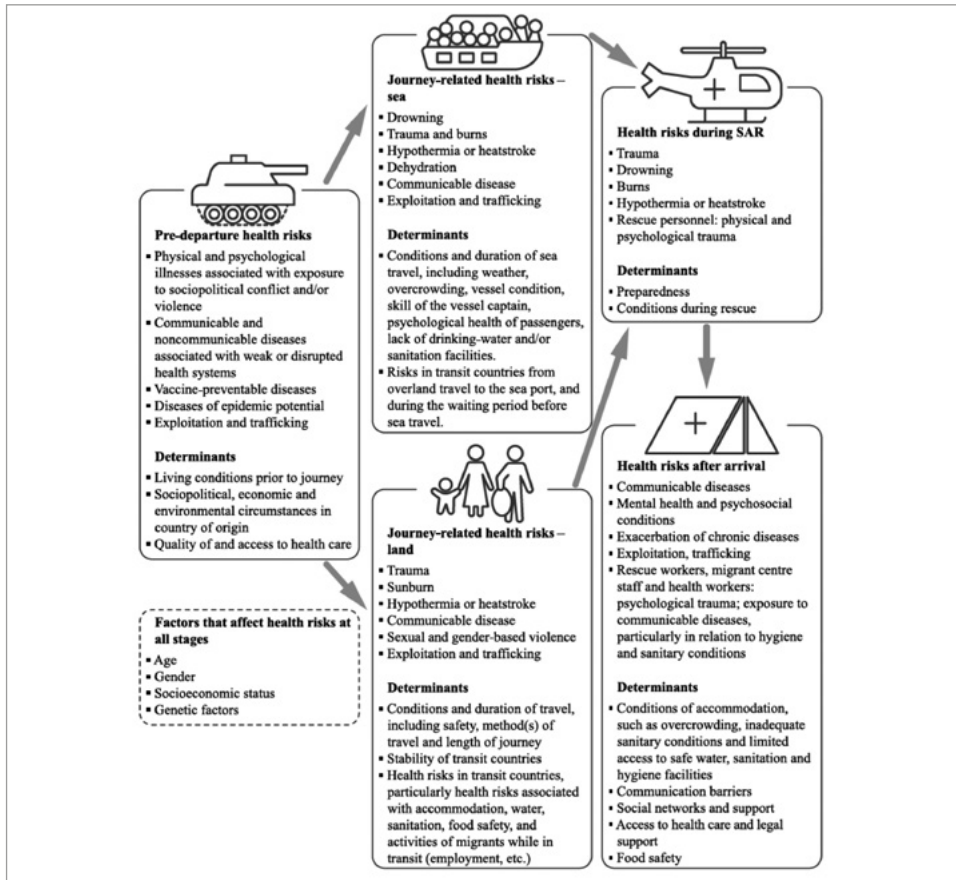 Pre-departure health risks
▪ Physical and psychological
illnesses associated with exposure
to sociopolitical conflict and/or
violence
▪ Communicable and
noncommunicable diseases
associated with weak or disrupted
health systems
▪ Vaccine-preventable diseases
▪ Diseases of epidemic potential
▪ Exploitation and trafficking
Determinants
▪ Living conditions prior to journey
▪ Sociopolitical, economic and
environmental circumstances in
country of origin
▪ Quality of and access to health care
Factors that affect health risks at
all stages
▪ Age
▪ Gender
▪ Socioeconomic status
▪ Genetic factors
Journey-related health risks –
sea
▪ Drowning
▪ Trauma and burns
▪ Hypothermia or heatstroke
▪ Dehydration
▪ Communicable disease
▪ Exploitation and trafficking
Determinants
▪ Conditions and duration of sea
travel, including weather,
overcrowding, vessel condition,
skill of the vessel captain,
psychological health of passengers,
lack of drinking-water and/or
sanitation facilities.
▪ Risks in transit countries from
overland travel to the sea port, and
during the waiting period before
sea travel.
Journey-related health risks –
land
▪ Trauma
▪ Sunburn
▪ Hypothermia or heatstroke
▪ Communicable disease
▪ Sexual and gender-based violence
▪ Exploitation and trafficking
Determinants
▪ Conditions and duration of travel,
including safety, method(s) of
travel and length of journey
▪ Stability of transit countries
▪ Health risks in transit countries,
particularly health risks associated
with accommodation, water,
sanitation, food safety, and
activities of migrants while in
transit (employment, etc.)
Health risks during SAR
▪ Trauma
▪ Drowning
▪ Burns
▪ Hypothermia or heatstroke
▪ Rescue personnel: physical and
psychological trauma
Determinants
▪ Preparedness
▪ Conditions during rescue
Health risks after arrival
▪ Communicable diseases
▪ Mental health and psychosocial
conditions
▪ Exacerbation of chronic diseases
▪ Exploitation, trafficking
▪ Rescue workers, migrant centre
staff and health workers:
psychological trauma; exposure to
communicable diseases,
particularly in relation to hygiene
and sanitary conditions
Determinants
▪ Conditions of accommodation,
such as overcrowding, inadequate
sanitary conditions and limited
access to safe water, sanitation and
hygiene facilities
▪ Communication barriers
▪ Social networks and support
▪ Access to health care and legal
support
▪ Food safety